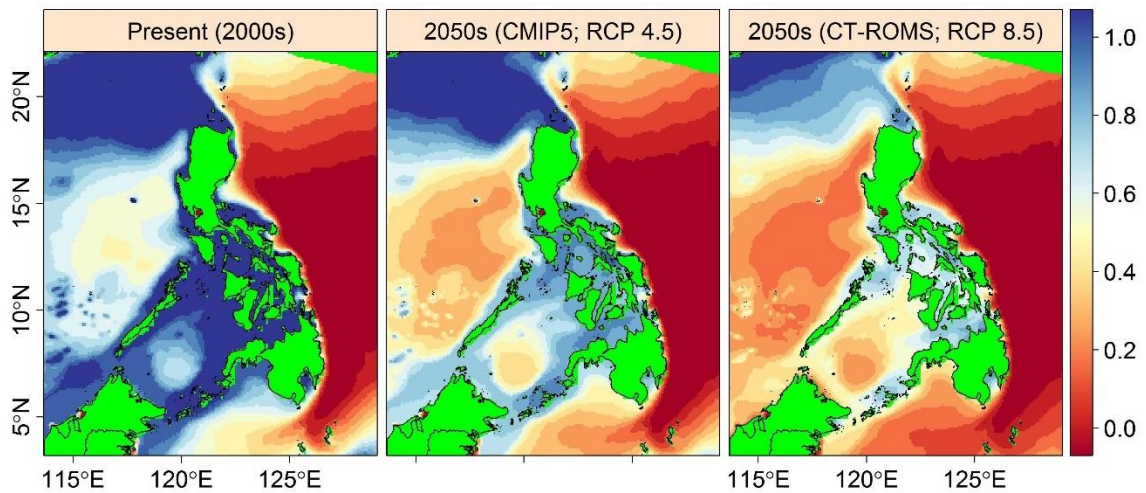 Present (2000s)
2050s (CMIP5; RCP 4.5)
2050s (CT-ROMS; RCP 8.5)
20°N
15°N
10°N
5°N
115°E
120°E
125°E
115°E
120°E
125°E
1.0
0.8
0.6
0.4
0.2
0.0